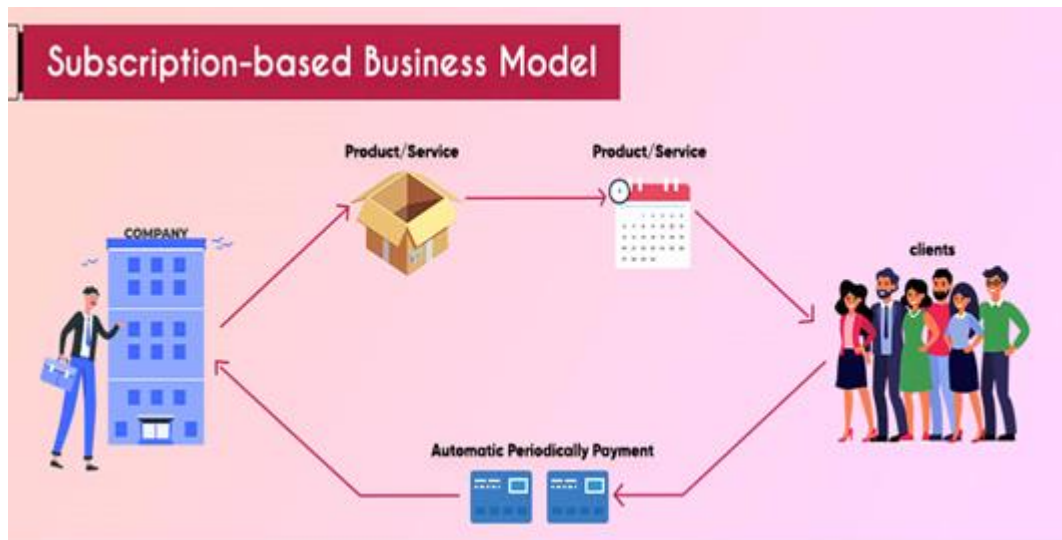 Subscription-based Business Model
Product/Service
Product/Service
COMPANY
clients
Automatic Periodically Payment